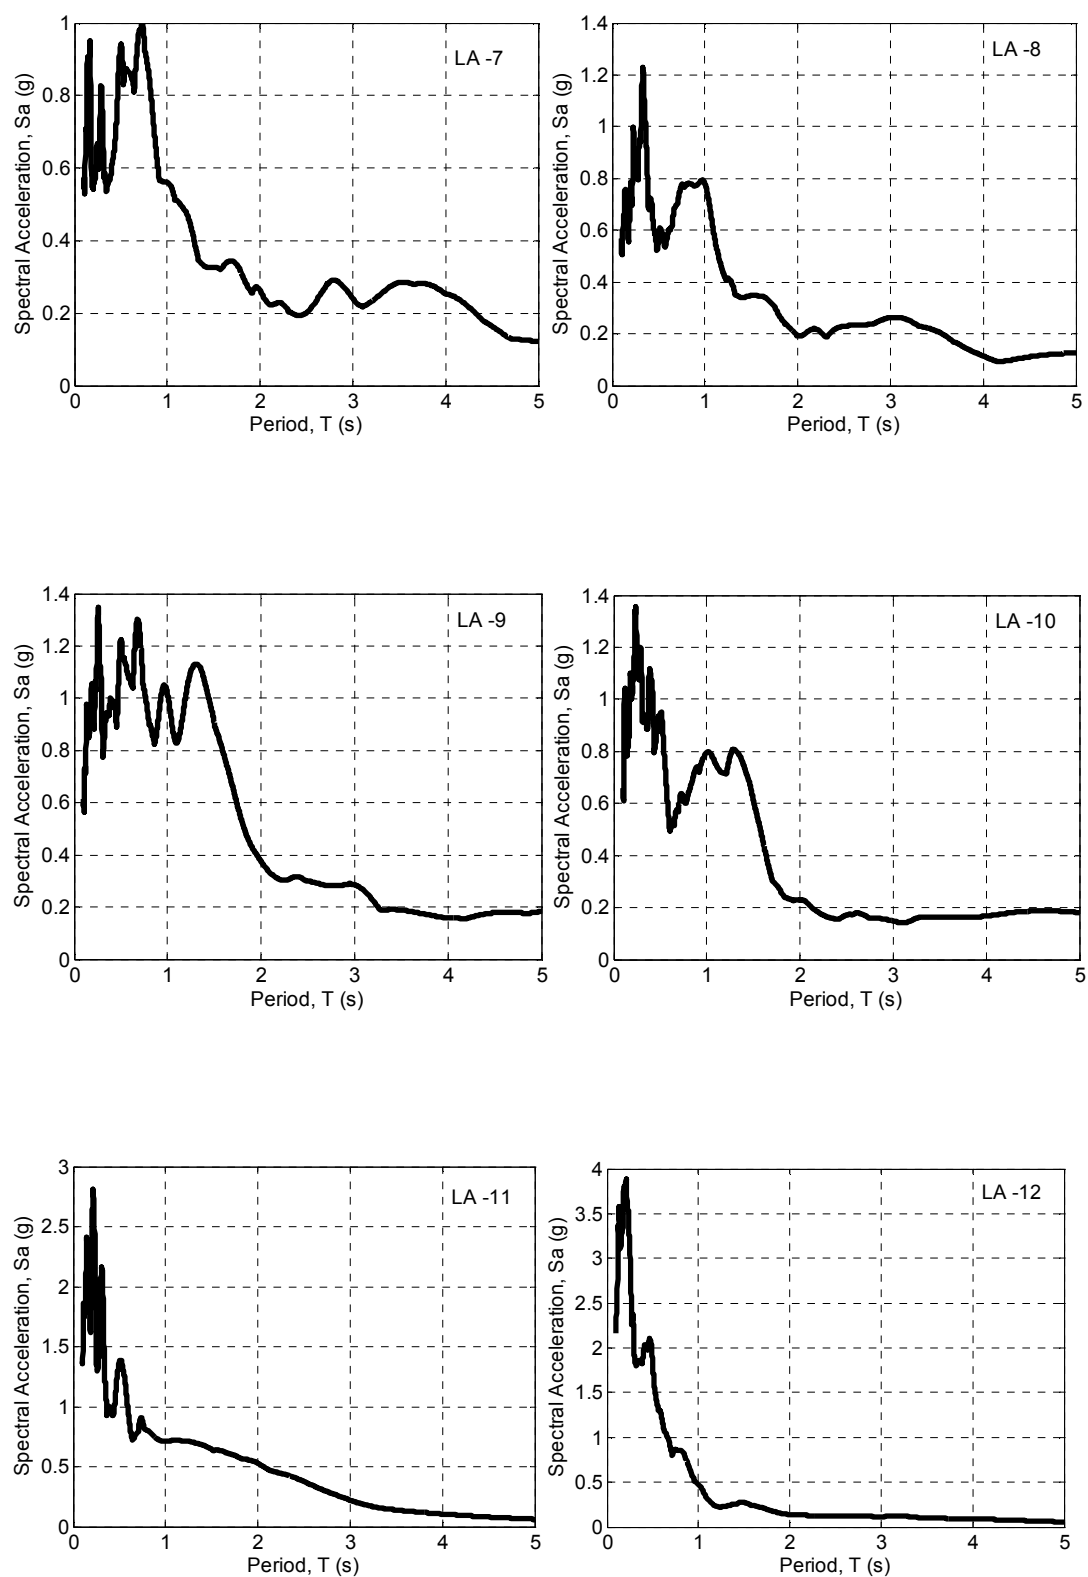 LA -7
Spectral Acceleration, Sa (g)
1
0.8
0.6
0.4
0.2
0
0 1 2 3 4 5
Period, T (s)
LA -8
Spectral Acceleration, Sa (g)
1.4
1.2
1
0.8
0.6
0.4
0.2
0
0 1 2 3 4 5
Period, T (s)
LA -9
Spectral Acceleration, Sa (g)
1.4
1.2
1
0.8
0.6
0.4
0.2
0
0 1 2 3 4 5
Period, T (s)
LA -10
Spectral Acceleration, Sa (g)
1.4
1.2
1
0.8
0.6
0.4
0.2
0
0 1 2 3 4 5
Period, T (s)
LA -11
Spectral Acceleration, Sa (g)
3
2.5
2
1.5
1
0.5
0
0 1 2 3 4 5
Period, T (s)
LA -12
Spectral Acceleration, Sa (g)
4
3.5
3
2.5
2
1.5
1
0.5
0
0 1 2 3 4 5
Period, T (s)